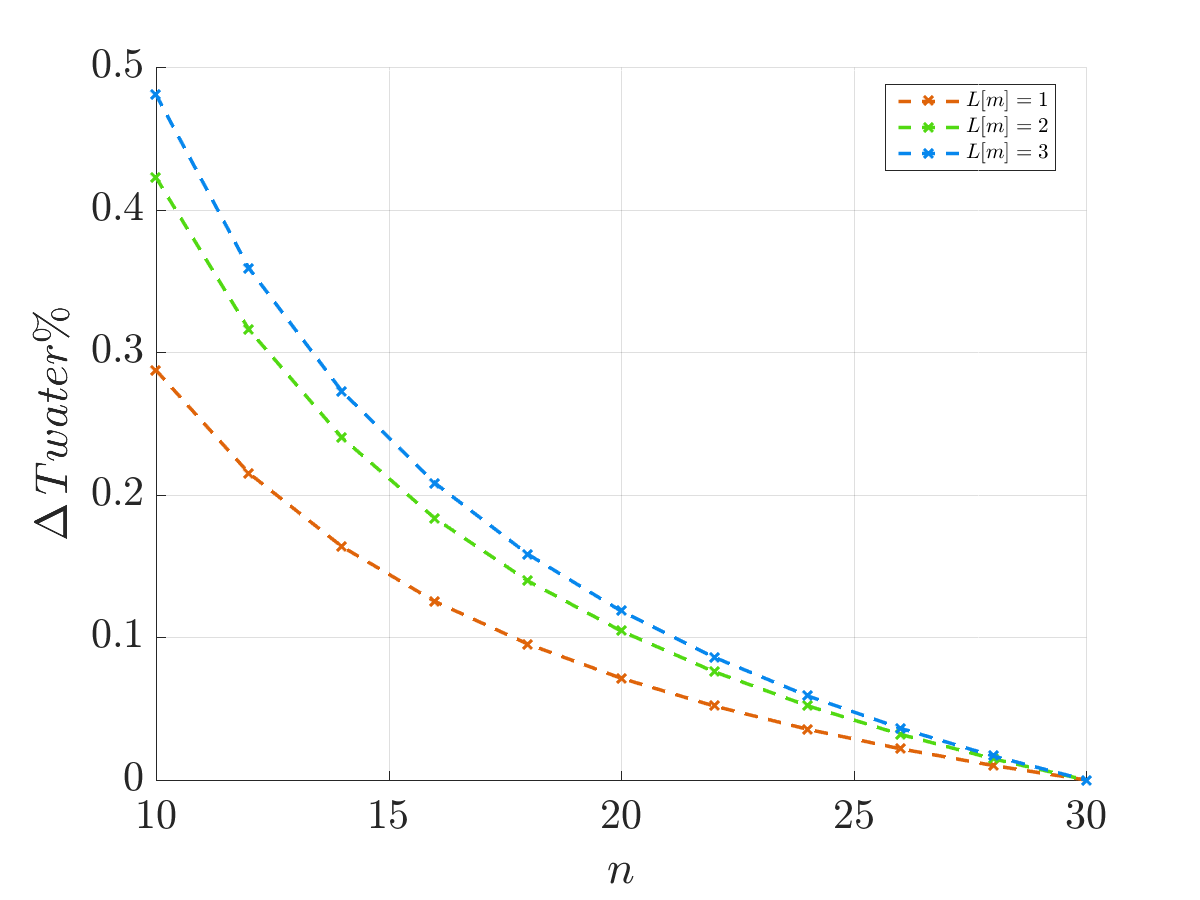 0.5
0.4
0.3
0.2
0.1
0
10
15
20
25
30
n
Δ Twater%
L[m] = 1
L[m] = 2
L[m] = 3